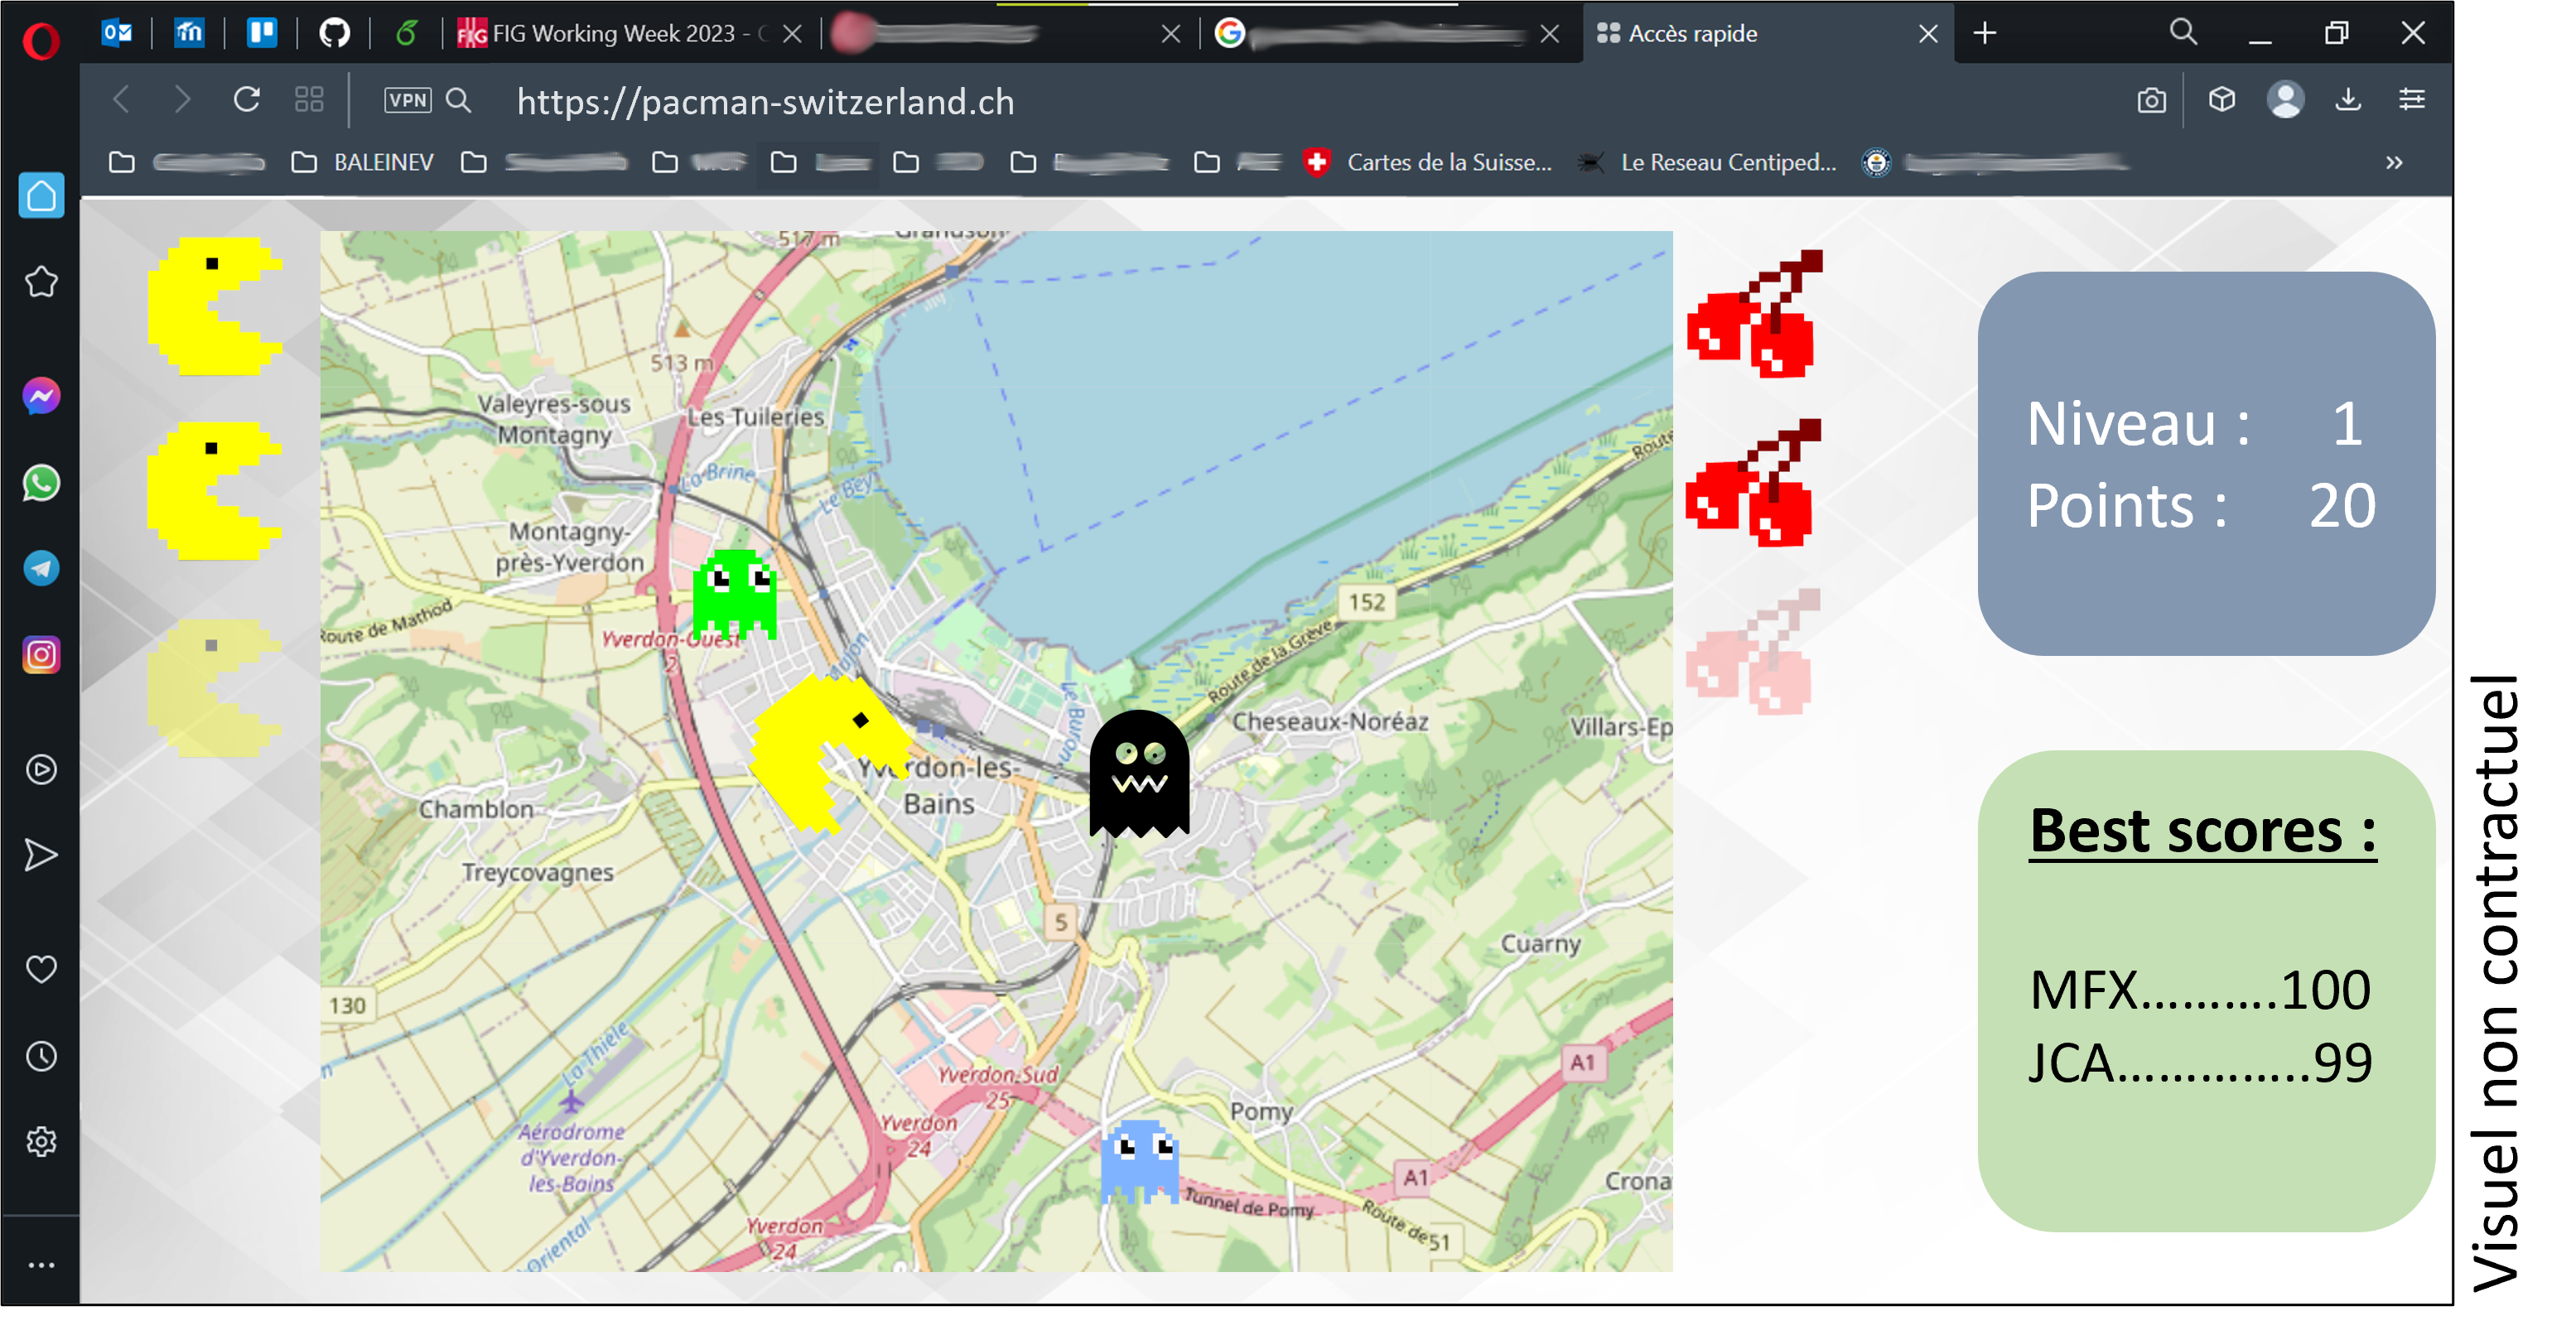 FIG Working Week 2023 - C
Accès rapide
VPN
https://pacman-switzerland.ch
BALEINEV
Cartes de la Suisse...
Le Reseau Centiped...
»
517 m
Grandson
513 m
Valeyres-sous
Montagny
Les Tuileries
La Brine
Le Bey
Montagny-
près-Yverdon
Route de Mathod
Yverdon-Ouest
2
Mujon
152
Route
Route de la Grève
Le Buron
Cheseaux-Noréaz
Villars-Ep
Yverdon-les-
Bains
Chamblon
Treycovagnes
5
Cuarny
130
La Thièle
Aérodrome
d'Yverdon-
les-Bains
Yverdon-Sud
25
Yverdon
24
Pomy
A1
A1
Tunnel de Pomy
Route de
51
Crona
Yverdon
24
Oriental
Niveau : 1
Points : 20
Best scores :
MFX..........100
JCA..............99
Visuel non contractuel